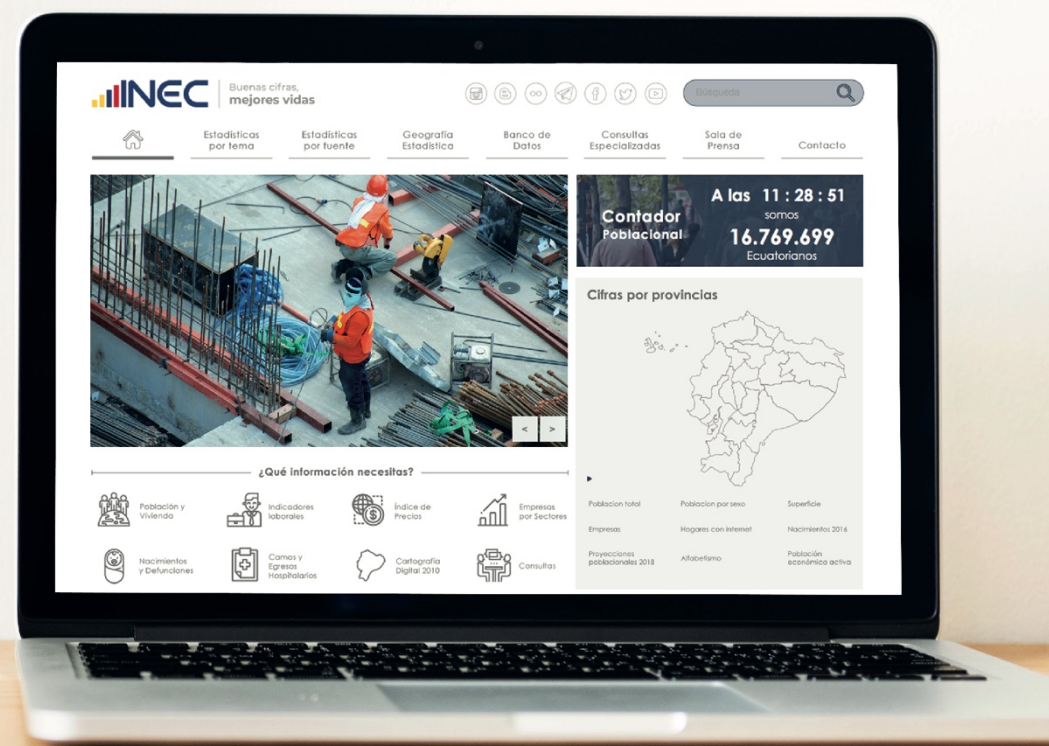 INEC
Buenas cifras,
mejores vidas
Búsqueda
Estadísticas
por tema
Estadísticas
por fuente
Geografía
Estadística
Banco de
Datos
Consultas
Especializadas
Sala de
Prensa
Contacto
Contador
Poblacional
A las 11 : 28 : 51
somos
16.769.699
Ecuatorianos
< >
¿Qué información necesitas?
Población y
Vivienda
Indicadores
laborales
Índice de
Precios
Empresas
por Sectores
Nacimientos
y Defunciones
Camas y
Egresos
Hospitalarios
Cartografía
Digital 2010
Consultas
Cifras por provincias
Poblacion total
Poblacion por sexo
Superficie
Empresas
Hogares con internet
Nacimientos 2016
Proyecciones
poblacionales 2018
Alfabetismo
Población
económica activa